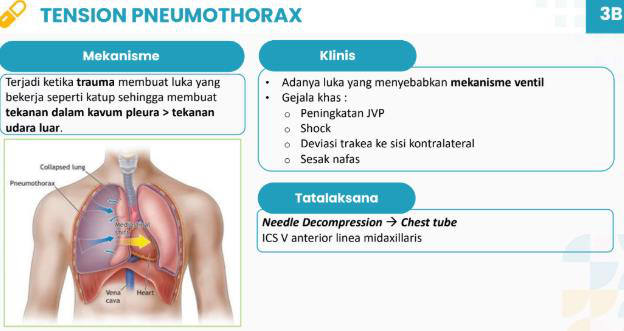 TENSION PNEUMOTHORAX
3B
Mekanisme
Terjadi ketika trauma membuat luka yang
bekerja seperti katup sehingga membuat
tekanan dalam kavum pleura > tekanan
udara luar.
Collapsed lung
Pneumothorax
Mediastinal
shift
Vena
cava
Heart
Klinis
• Adanya luka yang menyebabkan mekanisme ventil
• Gejala khas :
o Peningkatan JVP
o Shock
o Deviasi trakea ke sisi kontralateral
o Sesak nafas
Tatalaksana
Needle Decompression → Chest tube
ICS V anterior linea midaxillaris